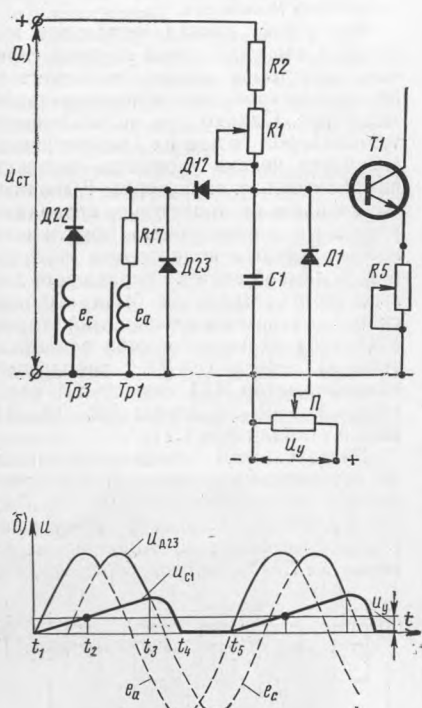 +
а)
R2
R1
T1
Д12
Uст
Д22
R17
Д23
C1
Д1
R5
eс
eа
−
Тр3
Тр1
П
Uу
− +
б) u
Uд23
Uс1
Uу
t
t1 t2 t3 t4 t5
eа
eс